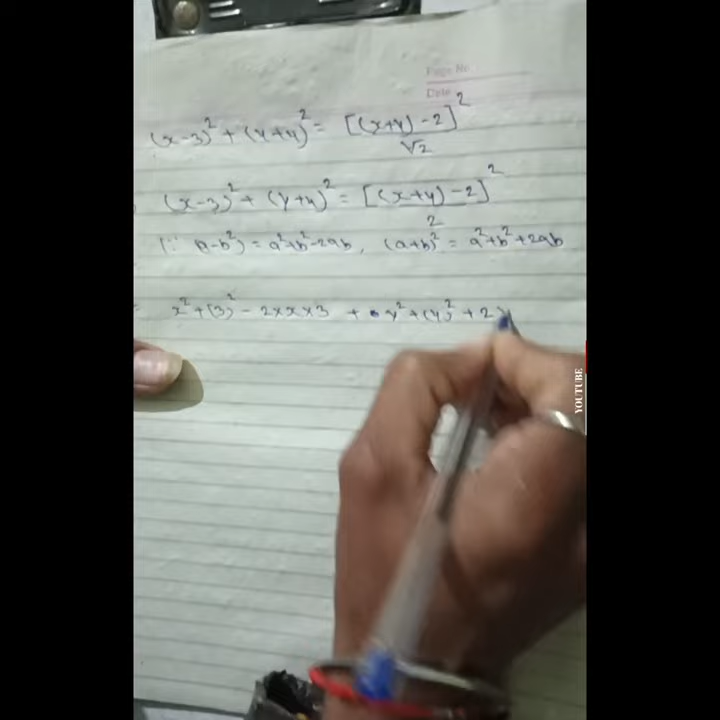 Page No.
Date
(x-3)² + (y+4)² = [(x+y)-2]²
√2
(x-3)² + (y+4)² = [(x+y)-2]²
2
∵ (a-b²) = a²+b²-2ab, (a+b)² = a²+b²+2ab
x² + (3)² - 2×x×3 + y² + (4)² + 2
YOUTUBE